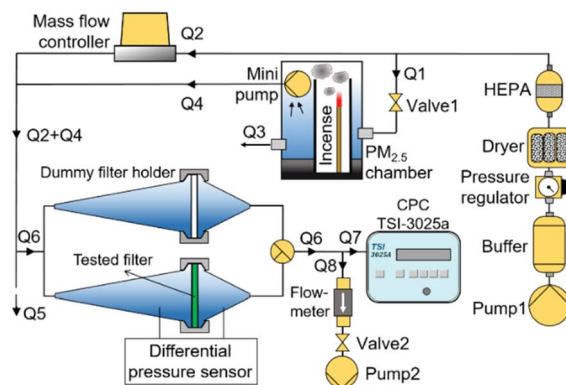 Mass flow
controller
Q2
Q1
Valve1
HEPA
Mini
pump
Q4
Incense
Q3
PM2.5
chamber
Dryer
Pressure
regulator
Q2+Q4
Dummy filter holder
CPC
TSI-3025a
TSI
3025A
Q6
Q6
Q7
Q8
Buffer
Tested filter
Flow-
meter
Q5
Pump1
Valve2
Differential
pressure sensor
Pump2